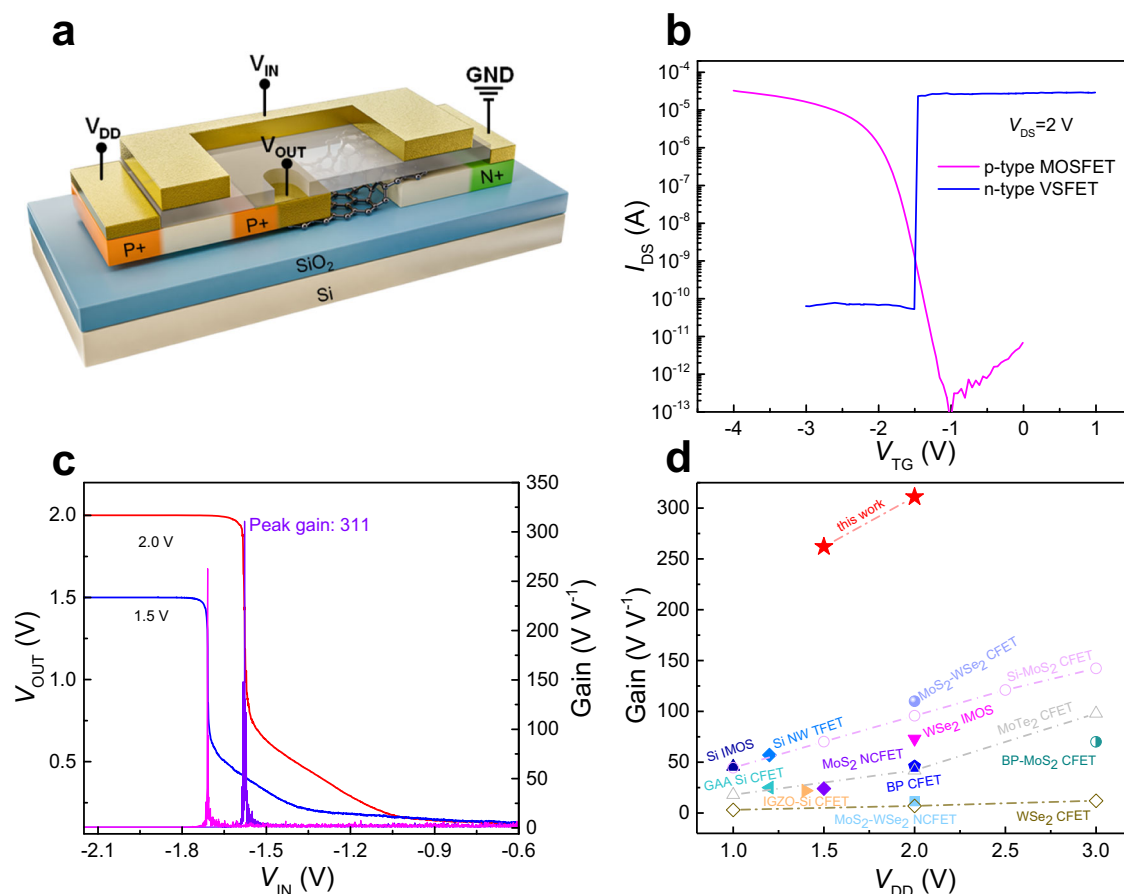 a
V_IN
GND
V_DD
V_OUT
N+
P+
P+
SiO₂
Si
b
10⁻⁴
10⁻⁵
10⁻⁶
10⁻⁷
10⁻⁸
10⁻⁹
10⁻¹⁰
10⁻¹¹
10⁻¹²
10⁻¹³
I_DS (A)
V_DS=2 V
p-type MOSFET
n-type VSFET
-4 -3 -2 -1 0 1
V_TG (V)
c
2.0
1.5
1.0
0.5
V_OUT (V)
2.0 V
1.5 V
Peak gain: 311
350
300
250
200
150
100
50
0
Gain (V V⁻¹)
-2.1 -1.8 -1.5 -1.2 -0.9 -0.6
V_IN (V)
d
300
250
200
150
100
50
0
Gain (V V⁻¹)
this work
MoS₂-WSe₂ CFET
Si-MoS₂ CFET
Si IMOS
Si NW TFET
WSe₂ IMOS
MoTe₂ CFET
MoS₂ NCFET
GAA Si CFET
BP CFET
BP-MoS₂ CFET
IGZO-Si CFET
MoS₂-WSe₂ NCFET
WSe₂ CFET
1.0 1.5 2.0 2.5 3.0
V_DD (V)